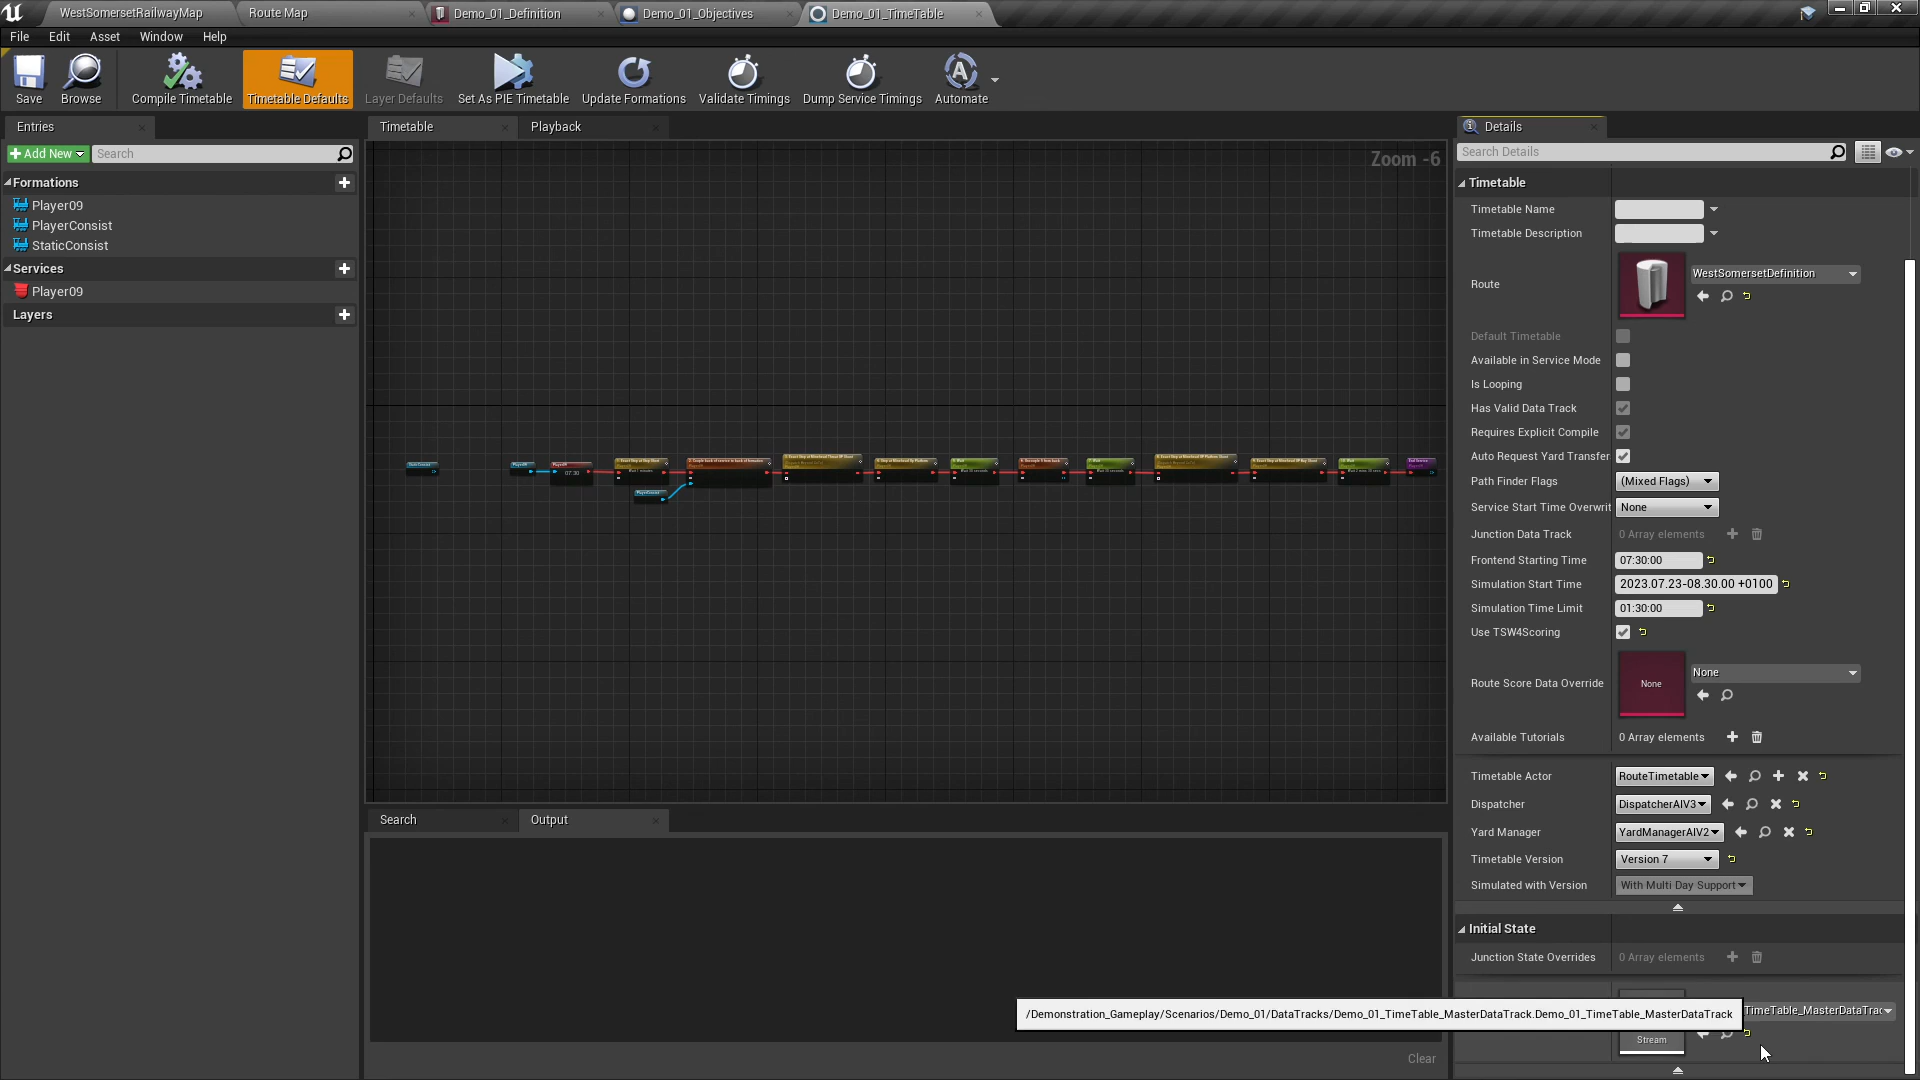 WestSomersetRailwayMap
Route Map
Demo_01_Definition
Demo_01_Objectives
Demo_01_TimeTable
File
Edit
Asset
Window
Help
Save
Browse
Compile Timetable
Timetable Defaults
Layer Defaults
Set As PIE Timetable
Update Formations
Validate Timings
Dump Service Timings
Automate
Entries
Timetable
Playback
Details
Add New
Search
Zoom -6
Search Details
Formations
Player09
PlayerConsist
StaticConsist
Services
Player09
Layers
Timetable
Timetable Name
Timetable Description
Route
WestSomersetDefinition
Default Timetable
Available in Service Mode
Is Looping
Has Valid Data Track
Requires Explicit Compile
Auto Request Yard Transfer
Path Finder Flags
(Mixed Flags)
Service Start Time Overwrit
None
Junction Data Track
0 Array elements
Frontend Starting Time
07:30:00
Simulation Start Time
2023.07.23-08.30.00 +0100
Simulation Time Limit
01:30:00
Use TSW4Scoring
Route Score Data Override
None
None
Available Tutorials
0 Array elements
Timetable Actor
RouteTimetable
Dispatcher
DispatcherAIV3
Yard Manager
YardManagerAIV2
Timetable Version
Version 7
Simulated with Version
With Multi Day Support
Initial State
Junction State Overrides
0 Array elements
TimeTable_MasterDataTrac
Stream
/Demonstration_Gameplay/Scenarios/Demo_01/DataTracks/Demo_01_TimeTable_MasterDataTrack.Demo_01_TimeTable_MasterDataTrack
Search
Output
Clear
07:30